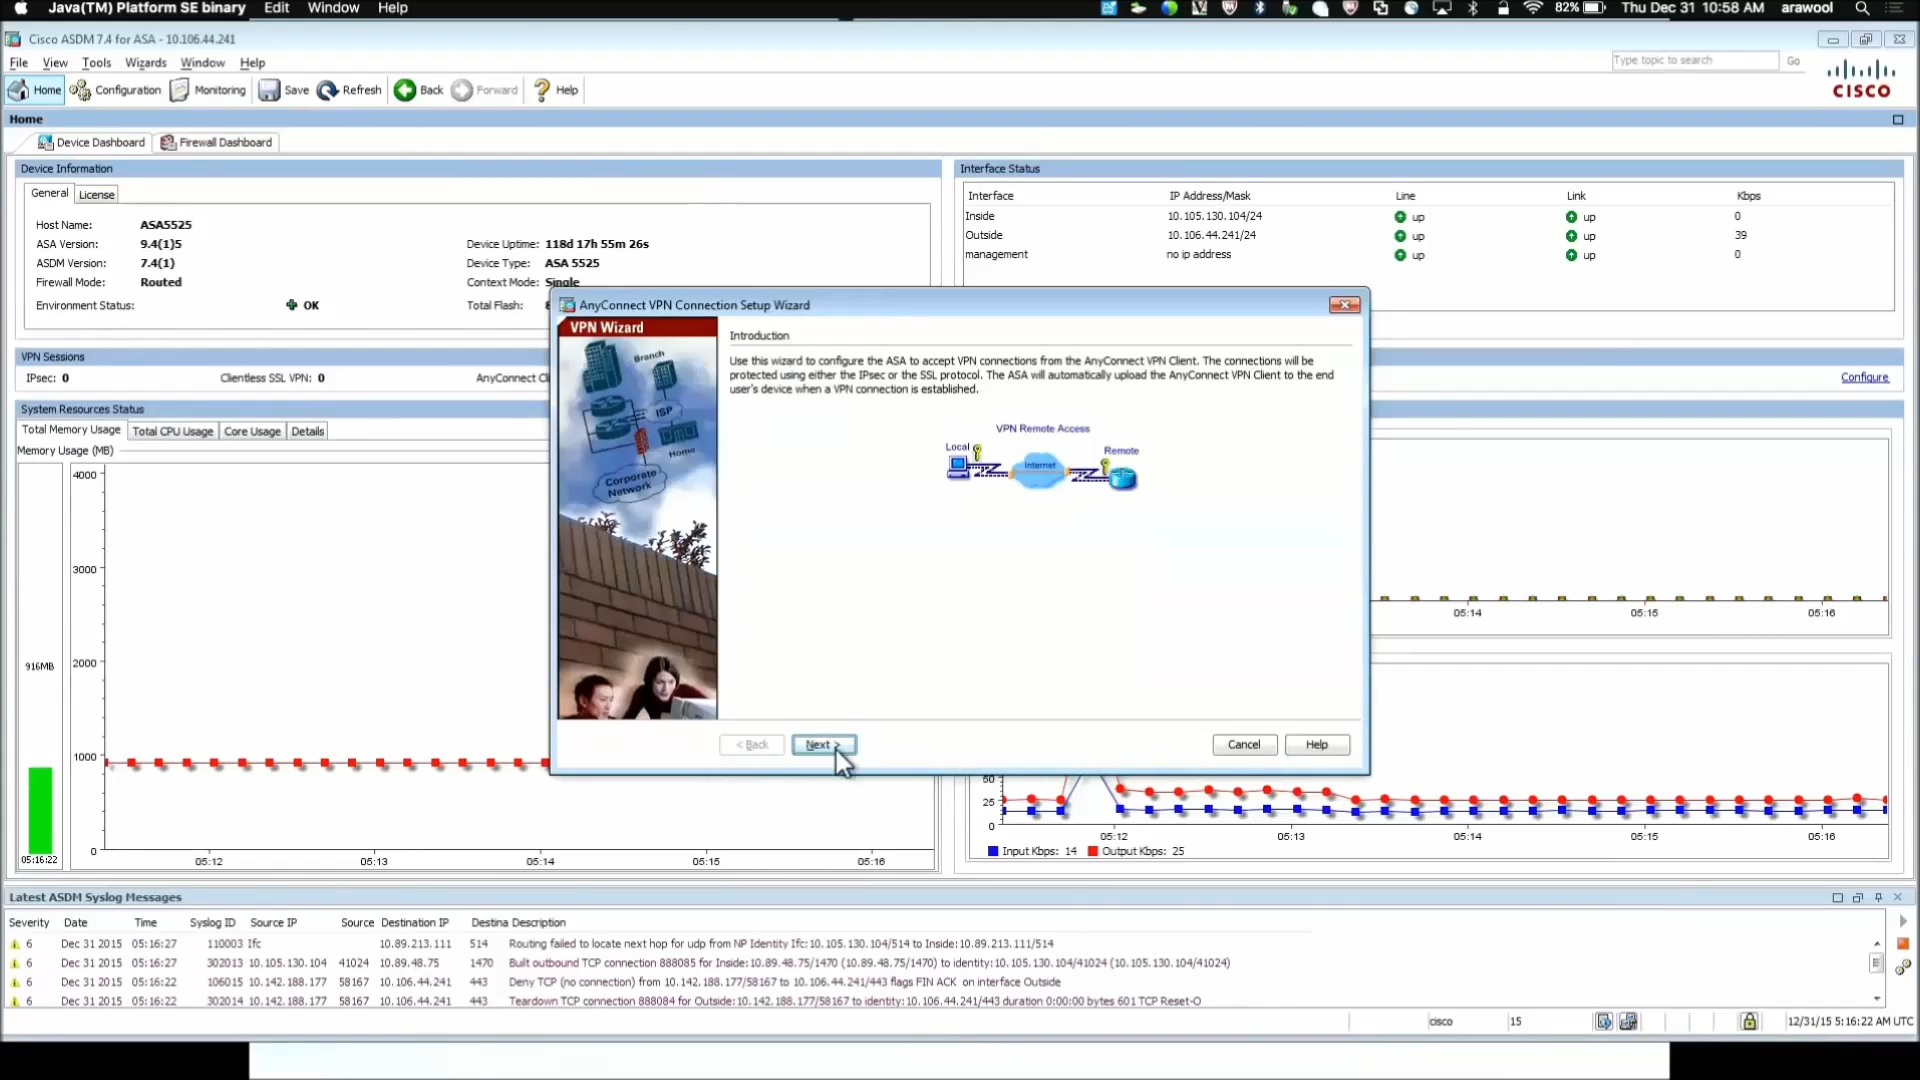 Java(TM) Platform SE binary Edit Window Help 82% Thu Dec 31 10:58 AM arawool
Cisco ASDM 7.4 for ASA - 10.106.44.241
File View Tools Wizards Window Help Type topic to search Go
Home Configuration Monitoring Save Refresh Back Forward Help
CISCO
Home
Device Dashboard Firewall Dashboard
Device Information
General License
Host Name: ASA5525
ASA Version: 9.4(1)5 Device Uptime: 118d 17h 55m 26s
ASDM Version: 7.4(1) Device Type: ASA 5525
Firewall Mode: Routed Context Mode: Single
Environment Status: OK Total Flash:
Interface Status
Interface IP Address/Mask Line Link Kbps
Inside 10.105.130.104/24 up up 0
Outside 10.106.44.241/24 up up 39
management no ip address up up 0
VPN Sessions
IPsec: 0 Clientless SSL VPN: 0 AnyConnect Cl
Configure
System Resources Status
Total Memory Usage Total CPU Usage Core Usage Details
Memory Usage (MB)
4000
3000
2000
1000
0
916MB
05:16:22
05:12 05:13 05:14 05:15 05:16
AnyConnect VPN Connection Setup Wizard
VPN Wizard
Branch
ISP
Home
Corporate
Network
Introduction
Use this wizard to configure the ASA to accept VPN connections from the AnyConnect VPN Client. The connections will be
protected using either the IPsec or the SSL protocol. The ASA will automatically upload the AnyConnect VPN Client to the end
user's device when a VPN connection is established.
VPN Remote Access
Local Internet Remote
< Back Next > Cancel Help
05:14 05:15 05:16
50
25
0
05:12 05:13 05:14 05:15 05:16
Input Kbps: 14 Output Kbps: 25
Latest ASDM Syslog Messages
Severity Date Time Syslog ID Source IP Source Destination IP Destina Description
6 Dec 31 2015 05:16:27 110003 Ifc 10.89.213.111 514 Routing failed to locate next hop for udp from NP Identity Ifc:10.105.130.104/514 to Inside:10.89.213.111/514
6 Dec 31 2015 05:16:27 302013 10.105.130.104 41024 10.89.48.75 1470 Built outbound TCP connection 888085 for Inside:10.89.48.75/1470 (10.89.48.75/1470) to identity:10.105.130.104/41024 (10.105.130.104/41024)
6 Dec 31 2015 05:16:22 106015 10.142.188.177 58167 10.106.44.241 443 Deny TCP (no connection) from 10.142.188.177/58167 to 10.106.44.241/443 flags FIN ACK on interface Outside
6 Dec 31 2015 05:16:22 302014 10.142.188.177 58167 10.106.44.241 443 Teardown TCP connection 888084 for Outside:10.142.188.177/58167 to identity:10.106.44.241/443 duration 0:00:00 bytes 601 TCP Reset-O
cisco 15 12/31/15 5:16:22 AM UTC